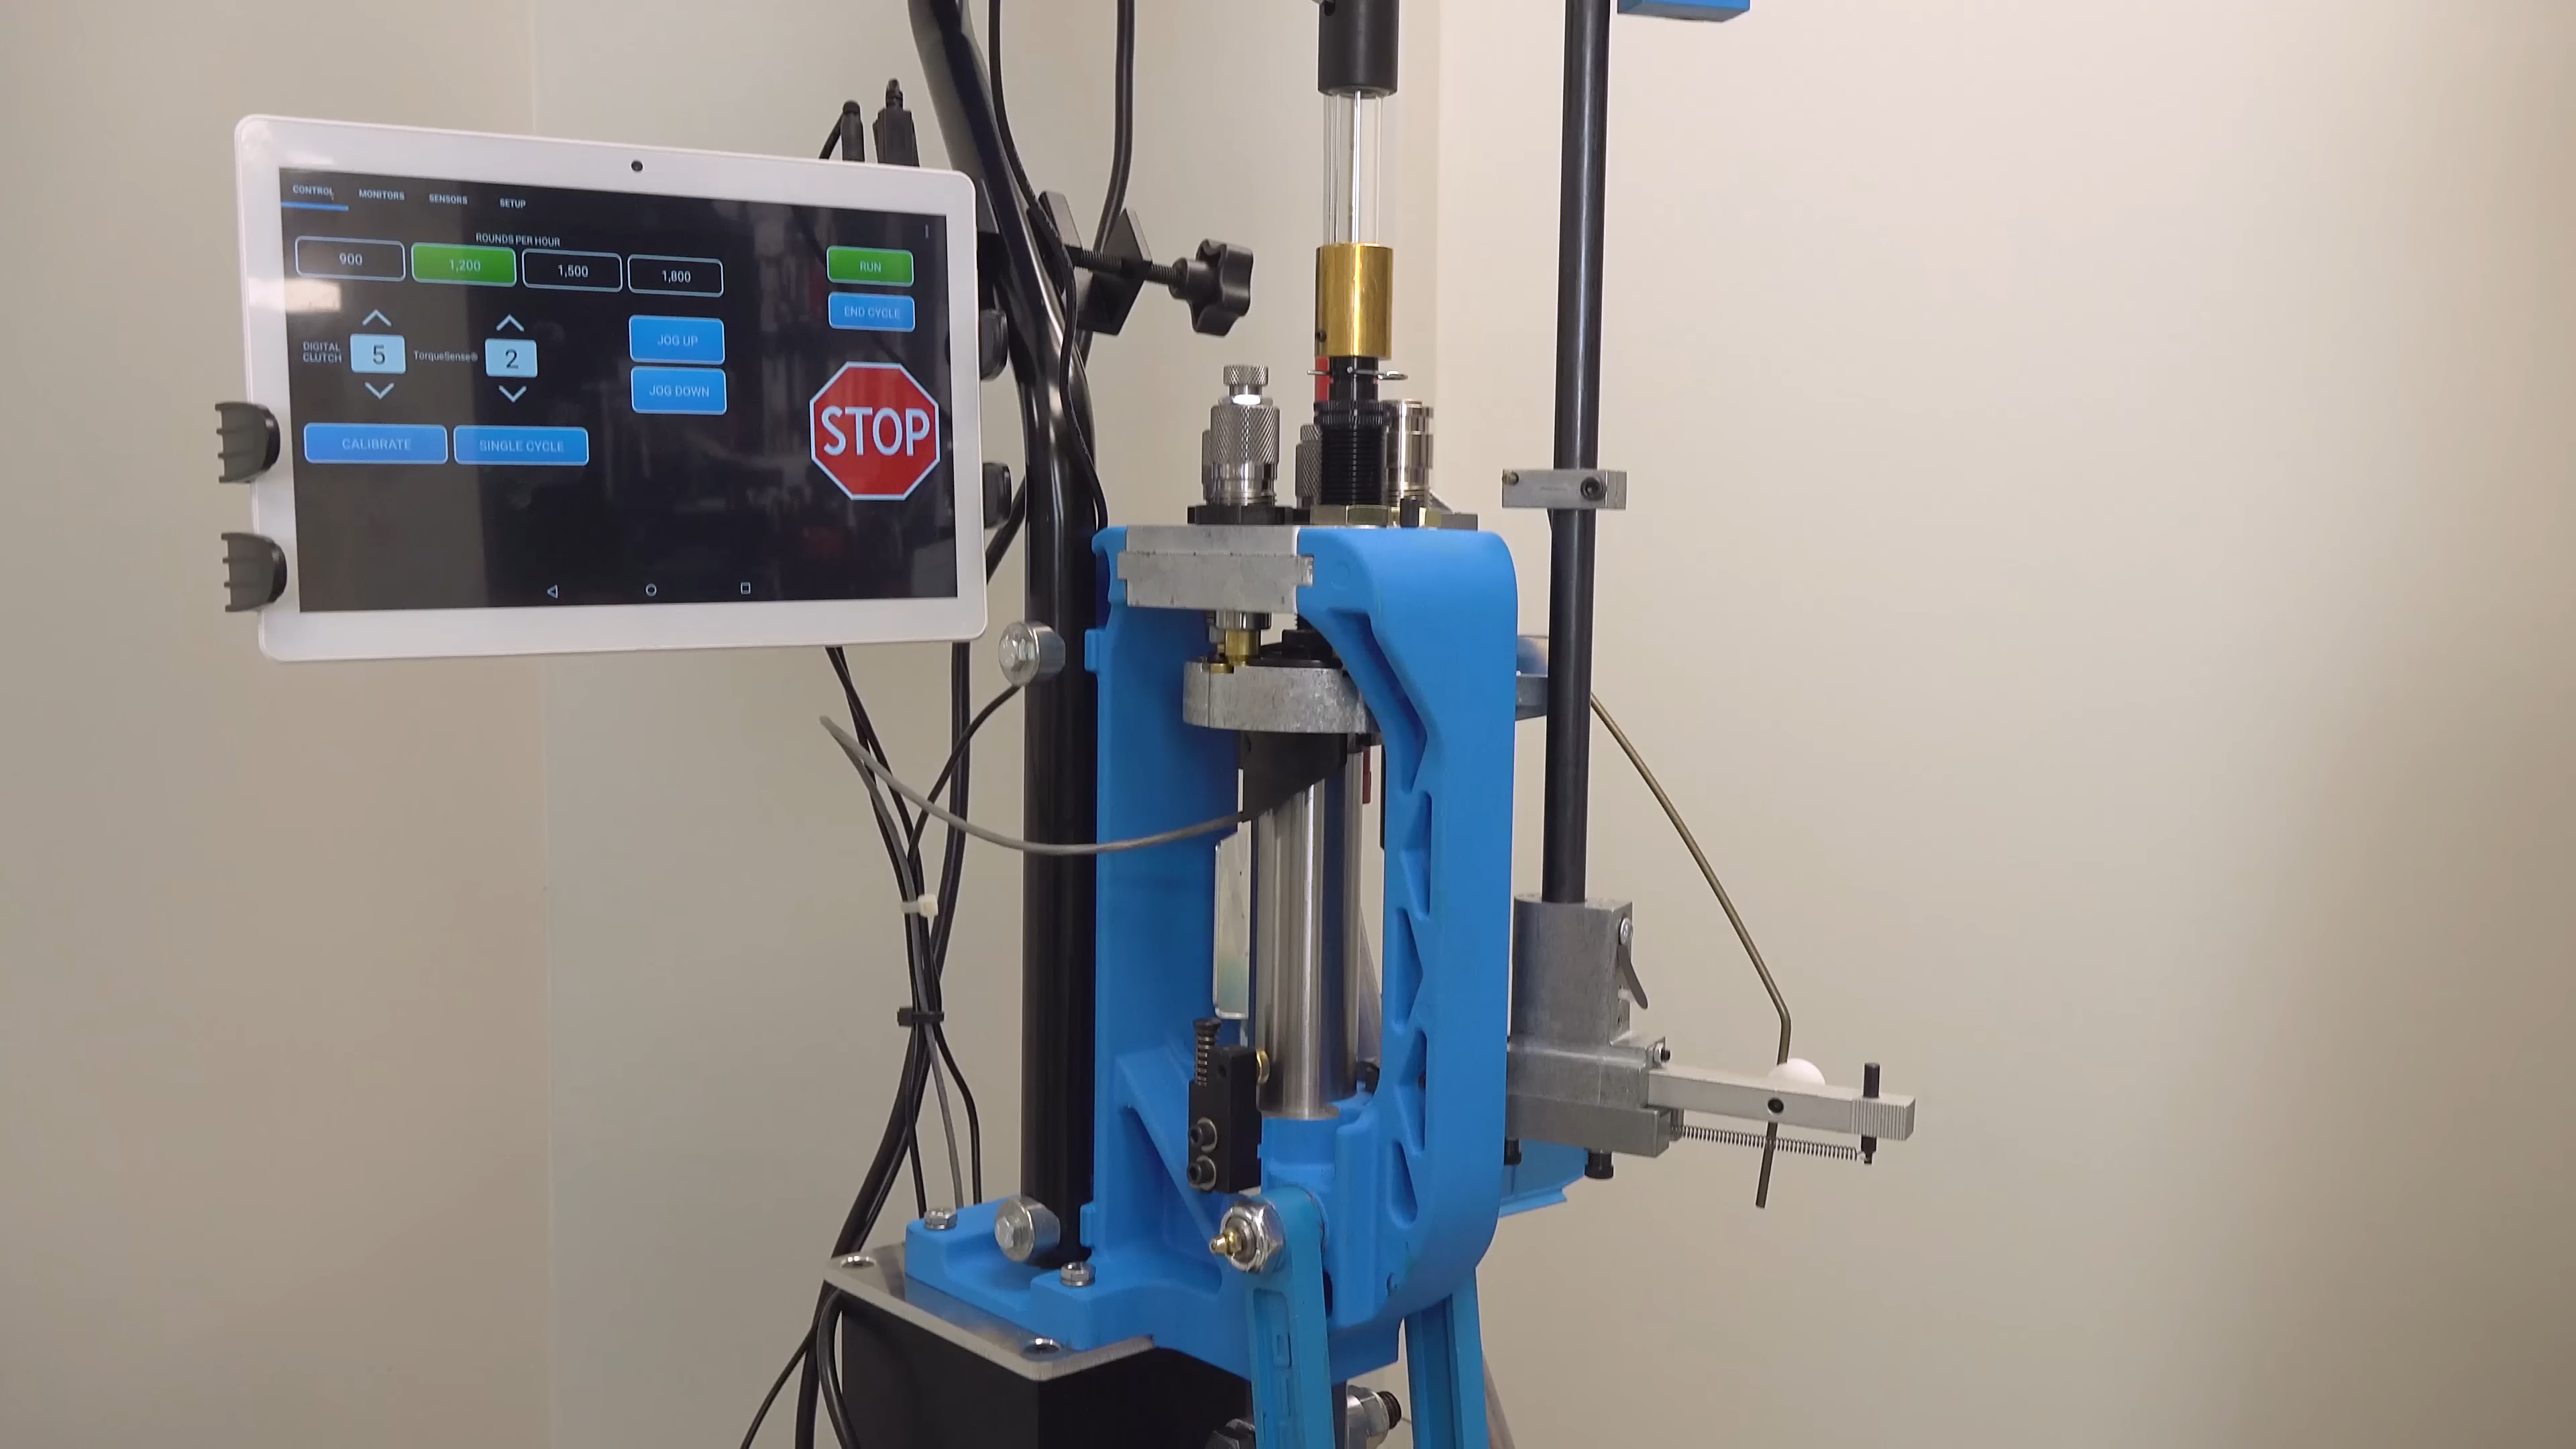 CONTROL MONITORS SENSORS SETUP
ROUNDS PER HOUR
900 1,200 1,500 1,800
RUN
END CYCLE
DIGITAL
CLUTCH
5
TorqueSense®
2
JOG UP
JOG DOWN
STOP
CALIBRATE SINGLE CYCLE